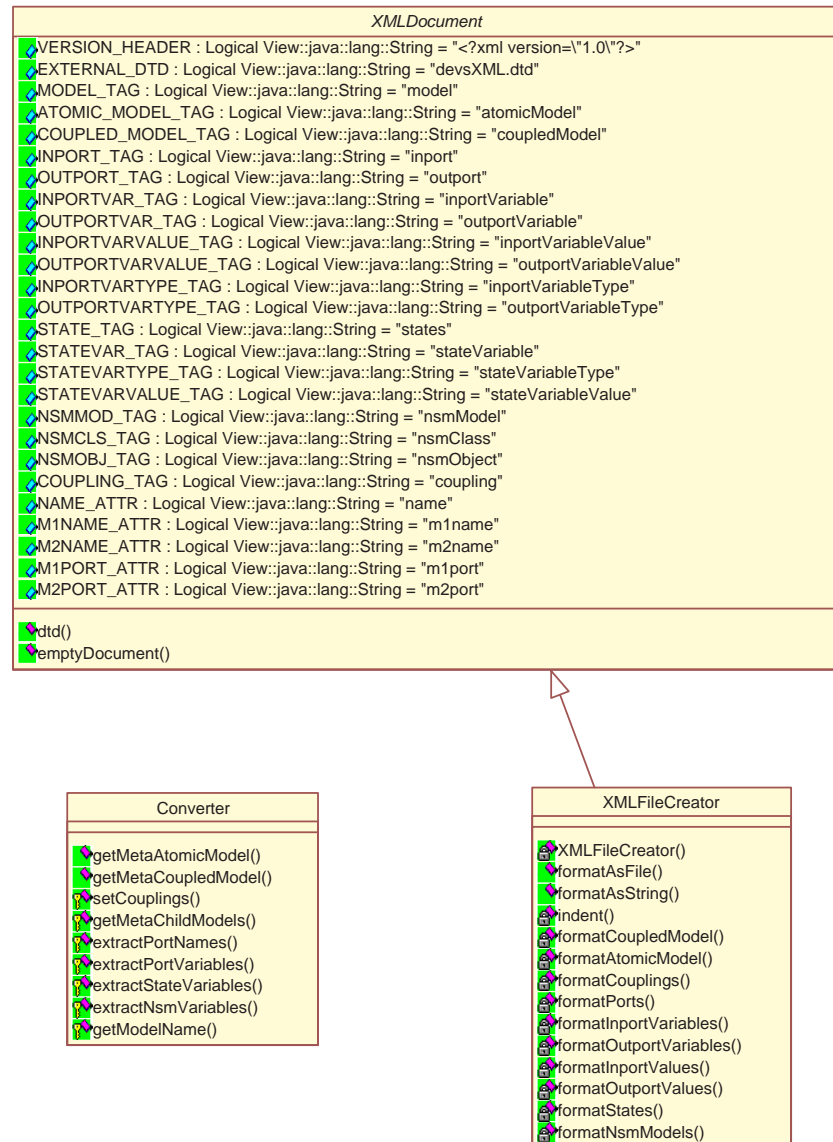 XMLDocument
VERSION_HEADER : Logical View::java::lang::String = "<?xml version=\"1.0\"?>"
EXTERNAL_DTD : Logical View::java::lang::String = "devsXML.dtd"
MODEL_TAG : Logical View::java::lang::String = "model"
ATOMIC_MODEL_TAG : Logical View::java::lang::String = "atomicModel"
COUPLED_MODEL_TAG : Logical View::java::lang::String = "coupledModel"
INPORT_TAG : Logical View::java::lang::String = "inport"
OUTPORT_TAG : Logical View::java::lang::String = "outport"
INPORTVAR_TAG : Logical View::java::lang::String = "inportVariable"
OUTPORTVAR_TAG : Logical View::java::lang::String = "outportVariable"
INPORTVARVALUE_TAG : Logical View::java::lang::String = "inportVariableValue"
OUTPORTVARVALUE_TAG : Logical View::java::lang::String = "outportVariableValue"
INPORTVARTYPE_TAG : Logical View::java::lang::String = "inportVariableType"
OUTPORTVARTYPE_TAG : Logical View::java::lang::String = "outportVariableType"
STATE_TAG : Logical View::java::lang::String = "states"
STATEVAR_TAG : Logical View::java::lang::String = "stateVariable"
STATEVARTYPE_TAG : Logical View::java::lang::String = "stateVariableType"
STATEVARVALUE_TAG : Logical View::java::lang::String = "stateVariableValue"
NSMMOD_TAG : Logical View::java::lang::String = "nsmModel"
NSMCLS_TAG : Logical View::java::lang::String = "nsmClass"
NSMOBJ_TAG : Logical View::java::lang::String = "nsmObject"
COUPLING_TAG : Logical View::java::lang::String = "coupling"
NAME_ATTR : Logical View::java::lang::String = "name"
M1NAME_ATTR : Logical View::java::lang::String = "m1name"
M2NAME_ATTR : Logical View::java::lang::String = "m2name"
M1PORT_ATTR : Logical View::java::lang::String = "m1port"
M2PORT_ATTR : Logical View::java::lang::String = "m2port"
dtd()
emptyDocument()
Converter
getMetaAtomicModel()
getMetaCoupledModel()
setCouplings()
getMetaChildModels()
extractPortNames()
extractPortVariables()
extractStateVariables()
extractNsmVariables()
getModelName()
XMLFileCreator
XMLFileCreator()
formatAsFile()
formatAsString()
indent()
formatCoupledModel()
formatAtomicModel()
formatCouplings()
formatPorts()
formatInportVariables()
formatOutportVariables()
formatInportValues()
formatOutportValues()
formatStates()
formatNsmModels()